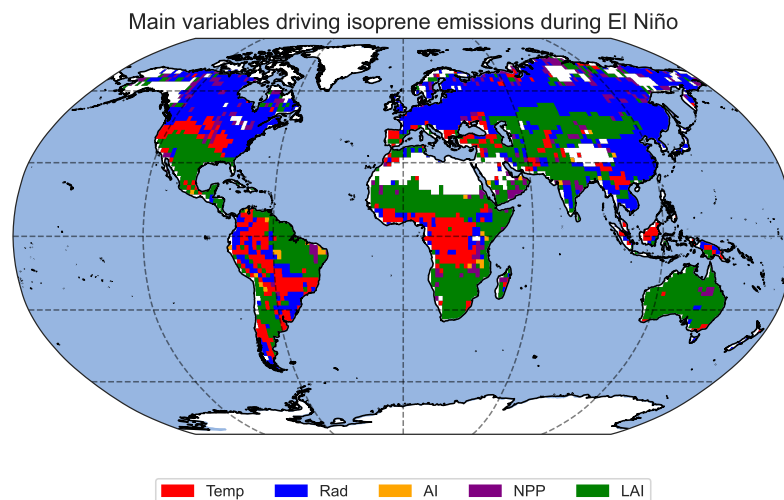 Main variables driving isoprene emissions during El Niño
Temp Rad AI NPP LAI